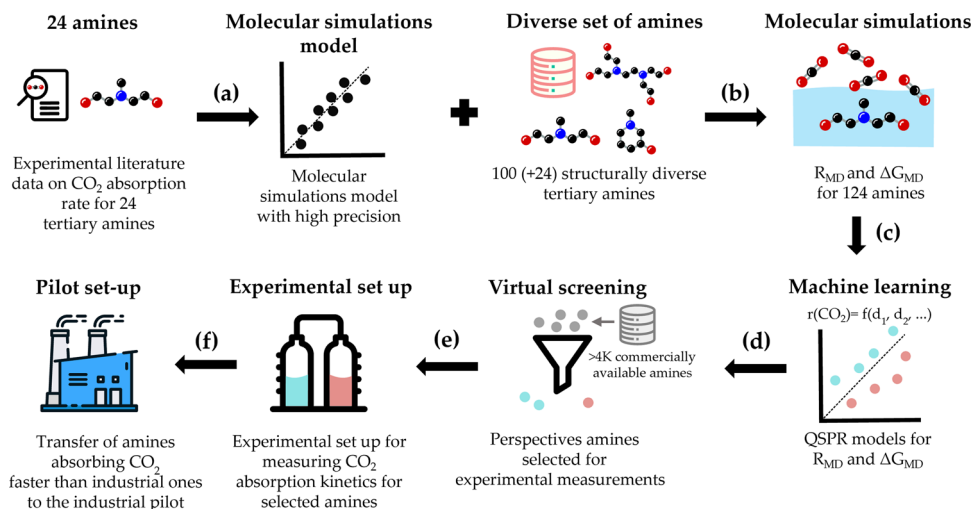 24 amines
Experimental literature
data on CO₂ absorption
rate for 24
tertiary amines
(a)
Molecular simulations
model
Molecular
simulations model
with high precision
Diverse set of amines
100 (+24) structurally diverse
tertiary amines
(b)
Molecular simulations
R_MD and ΔG_MD
for 124 amines
(c)
Machine learning
r(CO₂)= f(d₁, d₂, ...)
QSPR models for
R_MD and ΔG_MD
(d)
Virtual screening
>4K commercially
available amines
Perspectives amines
selected for
experimental measurements
(e)
Experimental set up
Experimental set up for
measuring CO₂
absorption kinetics for
selected amines
(f)
Pilot set-up
Transfer of amines
absorbing CO₂
faster than industrial ones
to the industrial pilot